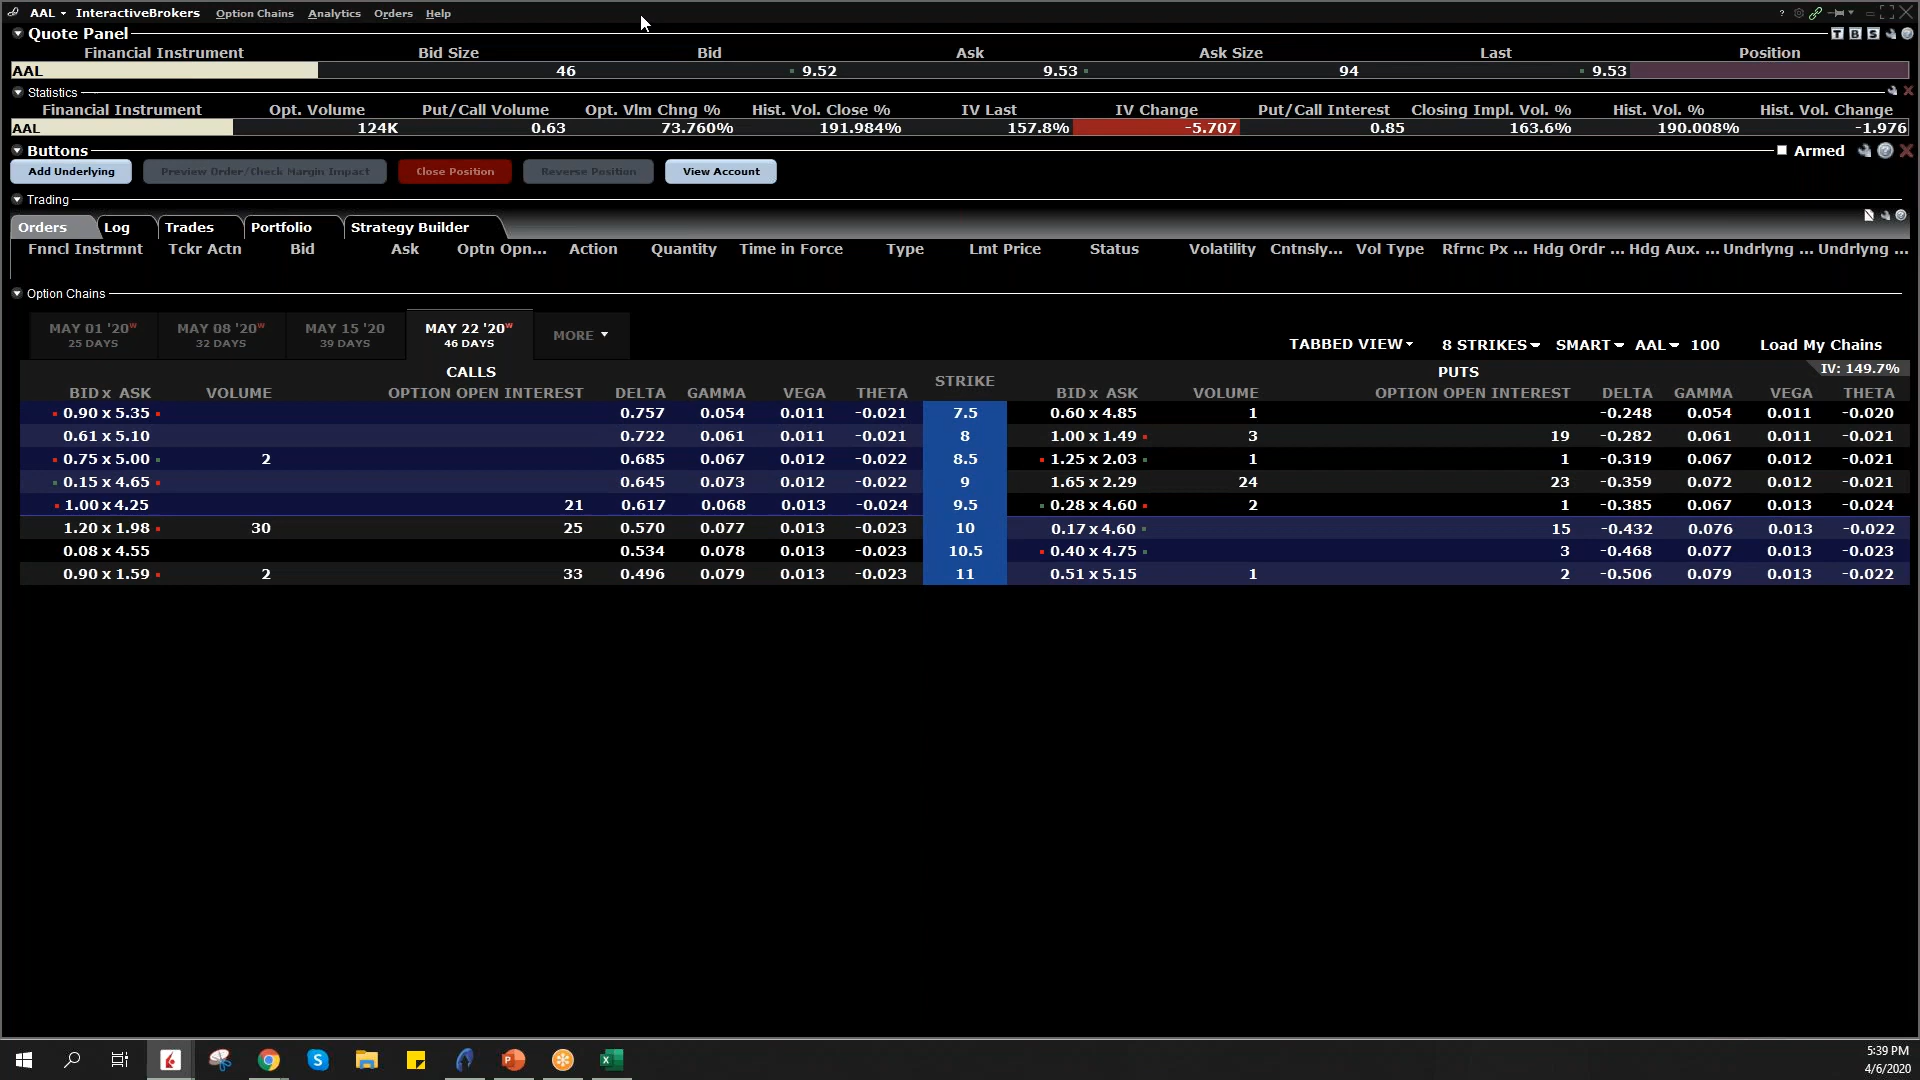 AAL InteractiveBrokers Option Chains Analytics Orders Help ?
Quote Panel T B S
Financial Instrument Bid Size Bid Ask Ask Size Last Position
AAL 46 9.52 9.53 94 9.53
Statistics
Financial Instrument Opt. Volume Put/Call Volume Opt. Vlm Chng % Hist. Vol. Close % IV Last IV Change Put/Call Interest Closing Impl. Vol. % Hist. Vol. % Hist. Vol. Change
AAL 124K 0.63 73.760% 191.984% 157.8% -5.707 0.85 163.6% 190.008% -1.976
Buttons Armed
Add Underlying Preview Order/Check Margin Impact Close Position Reverse Position View Account
Trading
Orders Log Trades Portfolio Strategy Builder
Fnncl Instrmnt Tckr Actn Bid Ask Optn Opn... Action Quantity Time in Force Type Lmt Price Status Volatility Cntnsly... Vol Type Rfrnc Px ... Hdg Ordr ... Hdg Aux. ... Undrlyng ... Undrlyng ...
Option Chains
MAY 01 '20w MAY 08 '20w MAY 15 '20 MAY 22 '20w MORE
25 DAYS 32 DAYS 39 DAYS 46 DAYS
TABBED VIEW 8 STRIKES SMART AAL 100 Load My Chains
CALLS STRIKE PUTS IV: 149.7%
BID x ASK VOLUME OPTION OPEN INTEREST DELTA GAMMA VEGA THETA BID x ASK VOLUME OPTION OPEN INTEREST DELTA GAMMA VEGA THETA
0.90 x 5.35 0.757 0.054 0.011 -0.021 7.5 0.60 x 4.85 1 -0.248 0.054 0.011 -0.020
0.61 x 5.10 0.722 0.061 0.011 -0.021 8 1.00 x 1.49 3 19 -0.282 0.061 0.011 -0.021
0.75 x 5.00 2 0.685 0.067 0.012 -0.022 8.5 1.25 x 2.03 1 1 -0.319 0.067 0.012 -0.021
0.15 x 4.65 0.645 0.073 0.012 -0.022 9 1.65 x 2.29 24 23 -0.359 0.072 0.012 -0.021
1.00 x 4.25 21 0.617 0.068 0.013 -0.024 9.5 0.28 x 4.60 2 1 -0.385 0.067 0.013 -0.024
1.20 x 1.98 30 25 0.570 0.077 0.013 -0.023 10 0.17 x 4.60 15 -0.432 0.076 0.013 -0.022
0.08 x 4.55 0.534 0.078 0.013 -0.023 10.5 0.40 x 4.75 3 -0.468 0.077 0.013 -0.023
0.90 x 1.59 2 33 0.496 0.079 0.013 -0.023 11 0.51 x 5.15 1 2 -0.506 0.079 0.013 -0.022
5:39 PM
4/6/2020